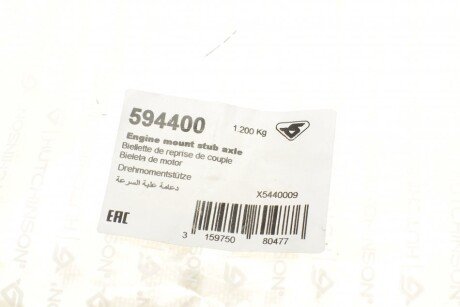 594400
1.200 Kg
Engine mount stub axle
Biellette de reprise de couple
Bieleta de motor
Drehmomentstütze
دعامة علبة السرعة
X5440009
EAC
3 159750 80477
HUTCHINSON